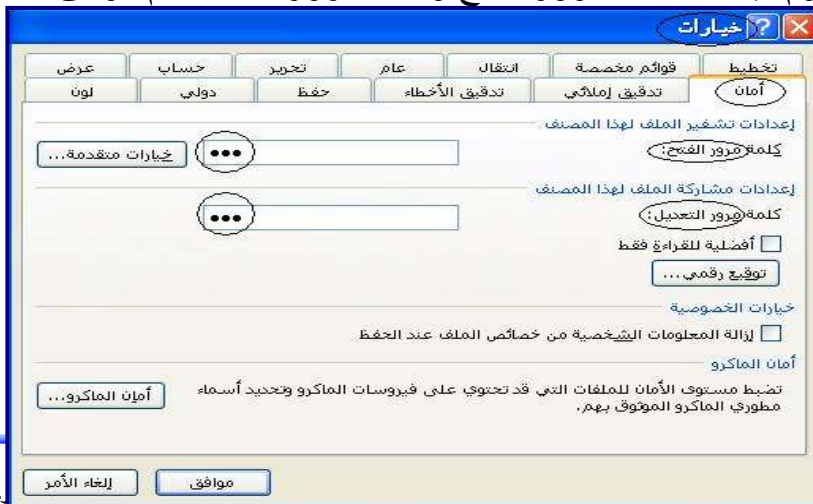 خيارات
تخطيط قوائم مخصصة انتقال عام تحرير حساب عرض
أمان تدقيق إملائي تدقيق الأخطاء حفظ دولي لون
إعدادات تشفير الملف لهذا المصنف
كلمة مرور الفتح: ••• خيارات متقدمة...
إعدادات مشاركة الملف لهذا المصنف
كلمة مرور التعديل: •••
أفضلية للقراءة فقط
توقيع رقمي...
خيارات الخصوصية
إزالة المعلومات الشخصية من خصائص الملف عند الحفظ
أمان الماكرو
تضبط مستوى الأمان للملفات التي قد تحتوي على فيروسات الماكرو وتحديد أسماء أمان الماكرو...
مطوري الماكرو الموثوق بهم.
موافق إلغاء الأمر